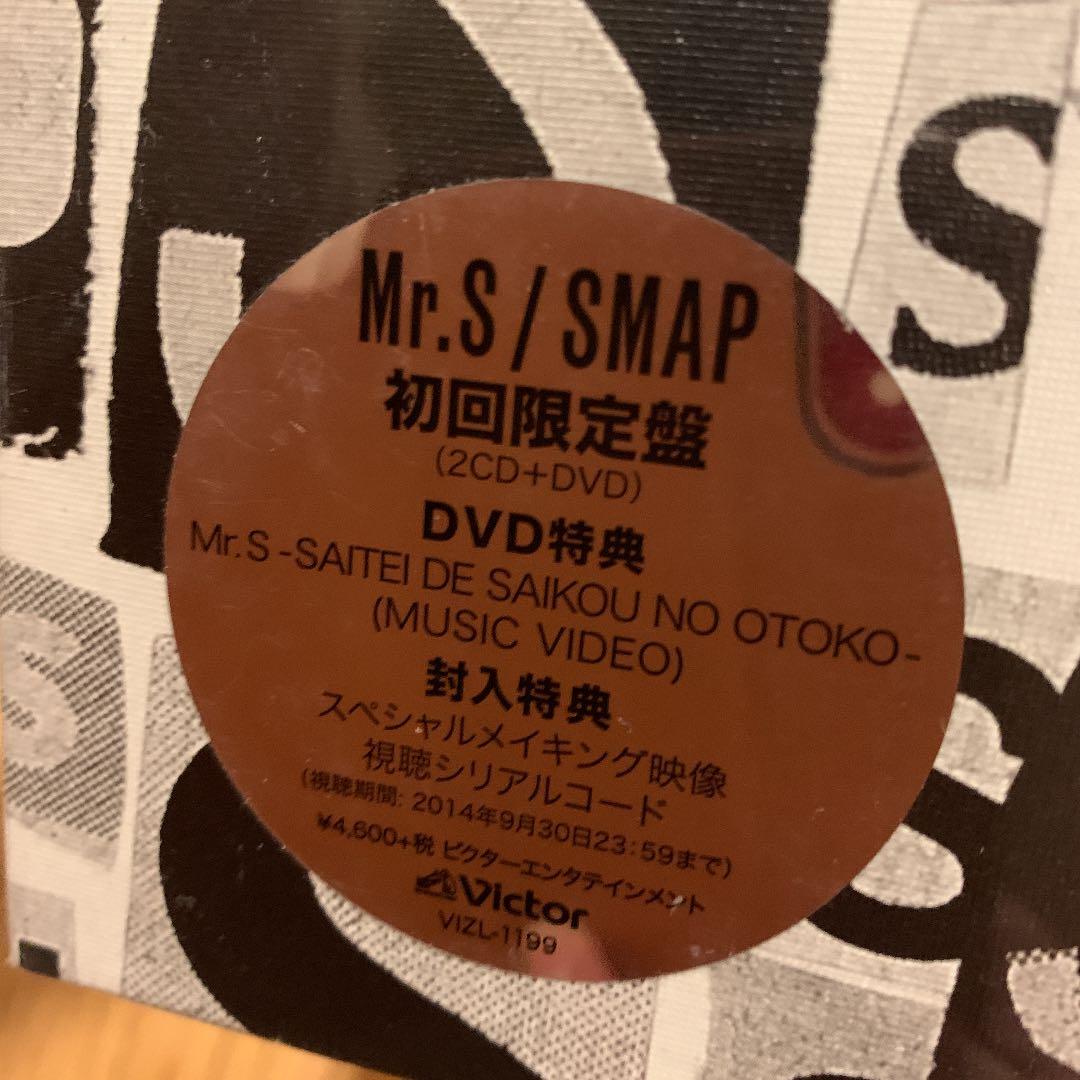 Mr.S / SMAP
初回限定盤
(2CD+DVD)
DVD特典
Mr.S -SAITEI DE SAIKOU NO OTOKO-
(MUSIC VIDEO)
封入特典
スペシャルメイキング映像
視聴シリアルコード
(視聴期間: 2014年9月30日23:59まで)
¥4,600+税 ビクターエンタテインメント
Victor
VIZL-1199
S
S
S